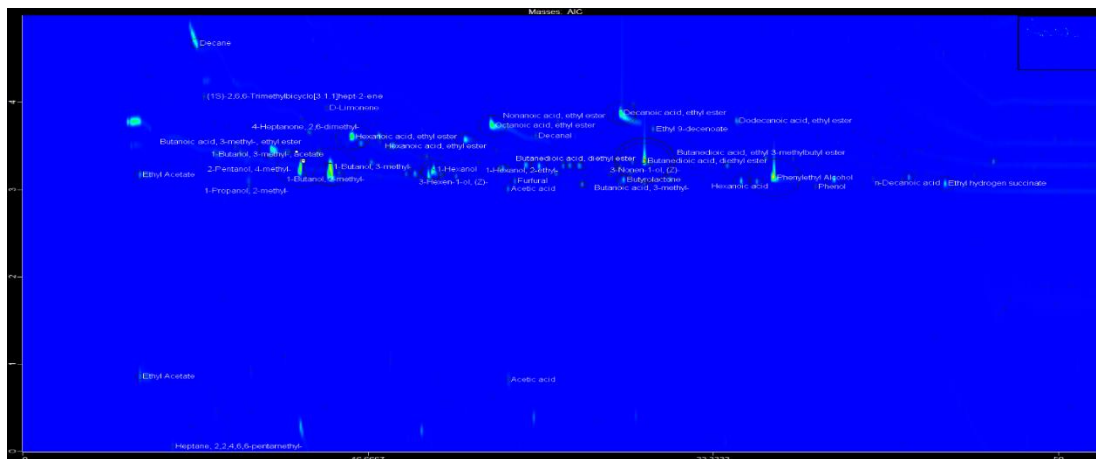 Masses: AIC
Decane
(1S)-2,6,6-Trimethylbicyclo[3.1.1]hept-2-ene
D-Limonene
Nonanoic acid, ethyl ester
Decanoic acid, ethyl ester
Dodecanoic acid, ethyl ester
4-Heptanone, 2,6-dimethyl-
Octanoic acid, ethyl ester
Ethyl 9-decenoate
Hexanoic acid, ethyl ester
Decanal
Butanoic acid, 3-methyl-, ethyl ester
Hexanoic acid, ethyl ester
1-Butanol, 3-methyl-, acetate
Butanedioic acid, diethyl ester
Butanedioic acid, ethyl 3-methylbutyl ester
Butanedioic acid, diethyl ester
2-Pentanol, 4-methyl-
1-Butanol, 3-methyl-
1-Hexanol
1-Hexanol, 2-ethyl-
3-Nonen-1-ol, (Z)-
Ethyl Acetate
1-Butanol, 3-methyl-
3-Hexen-1-ol, (Z)-
Furfural
Butyrolactone
Phenylethyl Alcohol
1-Propanol, 2-methyl-
Acetic acid
Butanoic acid, 3-methyl-
Hexanoic acid
Phenol
n-Decanoic acid
Ethyl hydrogen succinate
Ethyl Acetate
Acetic acid
Heptane, 2,2,4,6,6-pentamethyl-
4
3
2
1
0